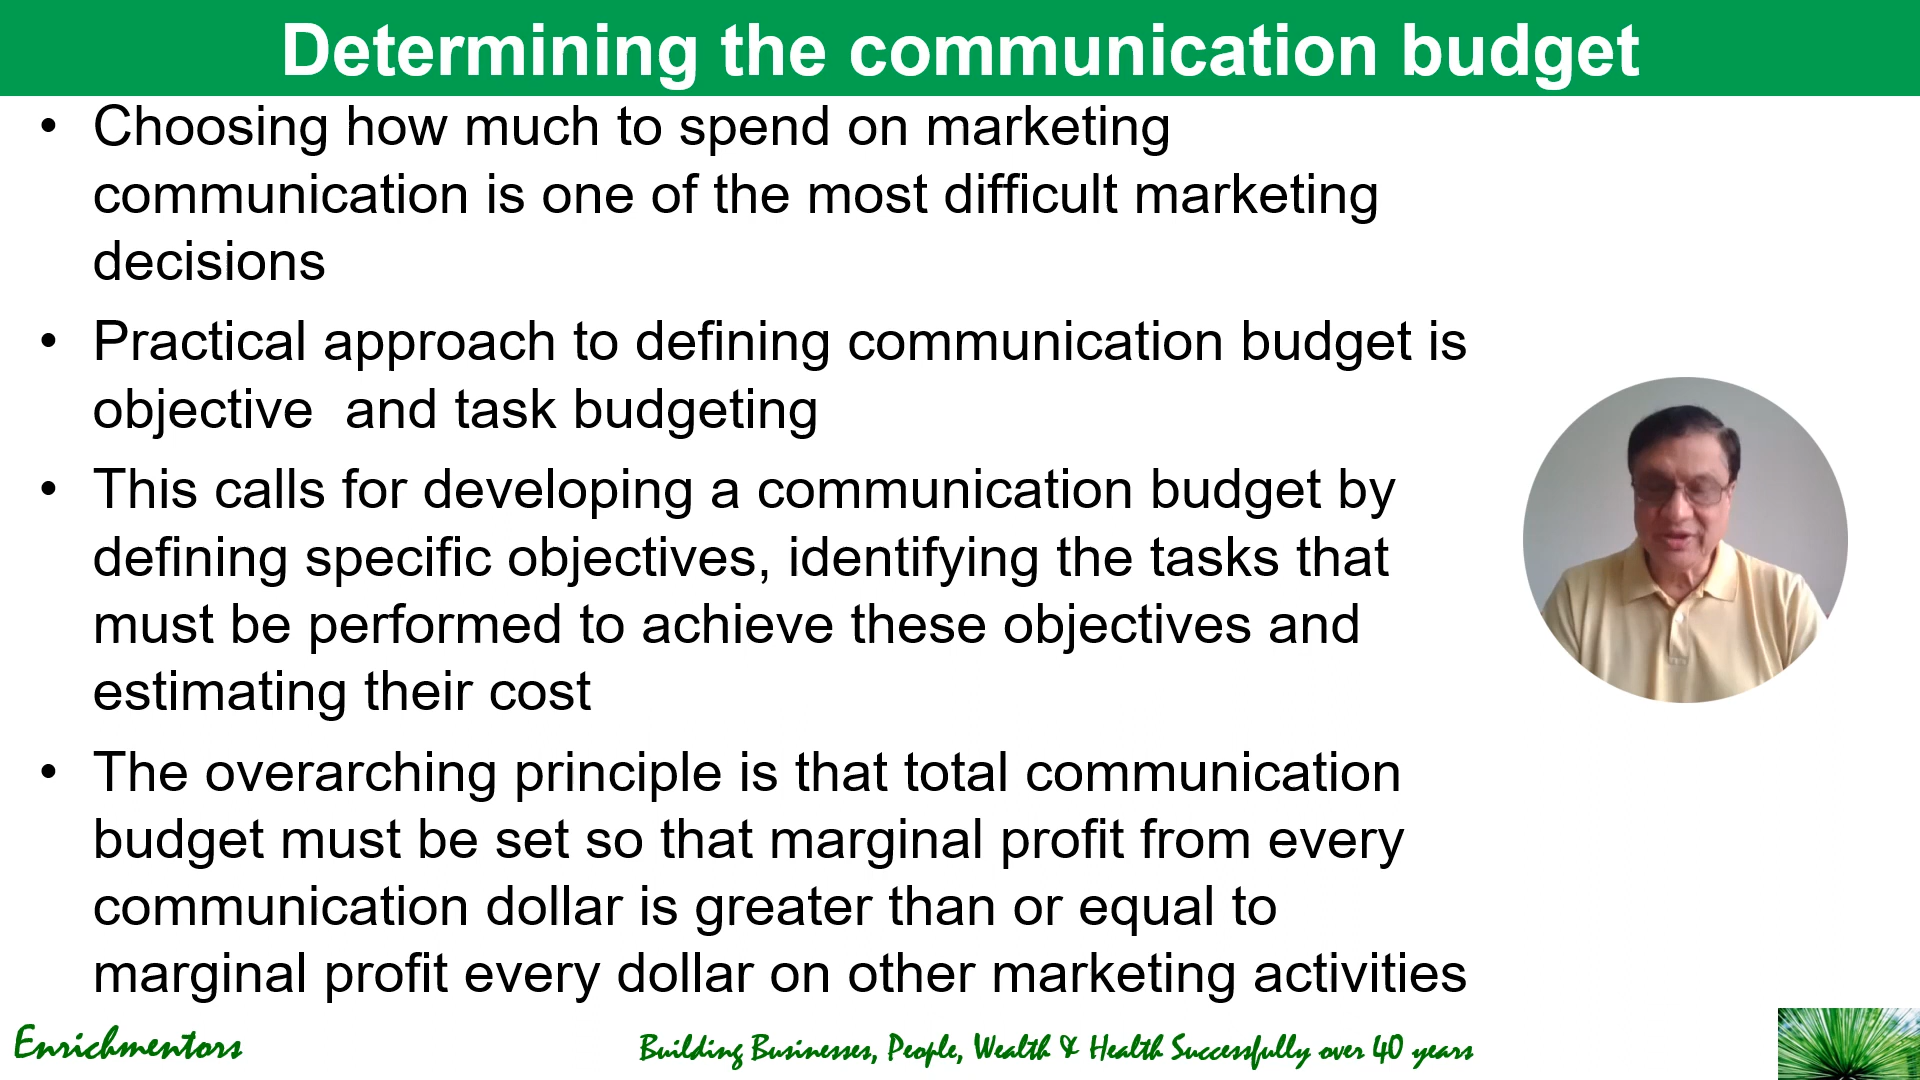 Determining the communication budget
• Choosing how much to spend on marketing
communication is one of the most difficult marketing
decisions
• Practical approach to defining communication budget is
objective  and task budgeting
• This calls for developing a communication budget by
defining specific objectives, identifying the tasks that
must be performed to achieve these objectives and
estimating their cost
• The overarching principle is that total communication
budget must be set so that marginal profit from every
communication dollar is greater than or equal to
marginal profit every dollar on other marketing activities
Enrichmentors
Building Businesses, People, Wealth & Health Successfully over 40 years